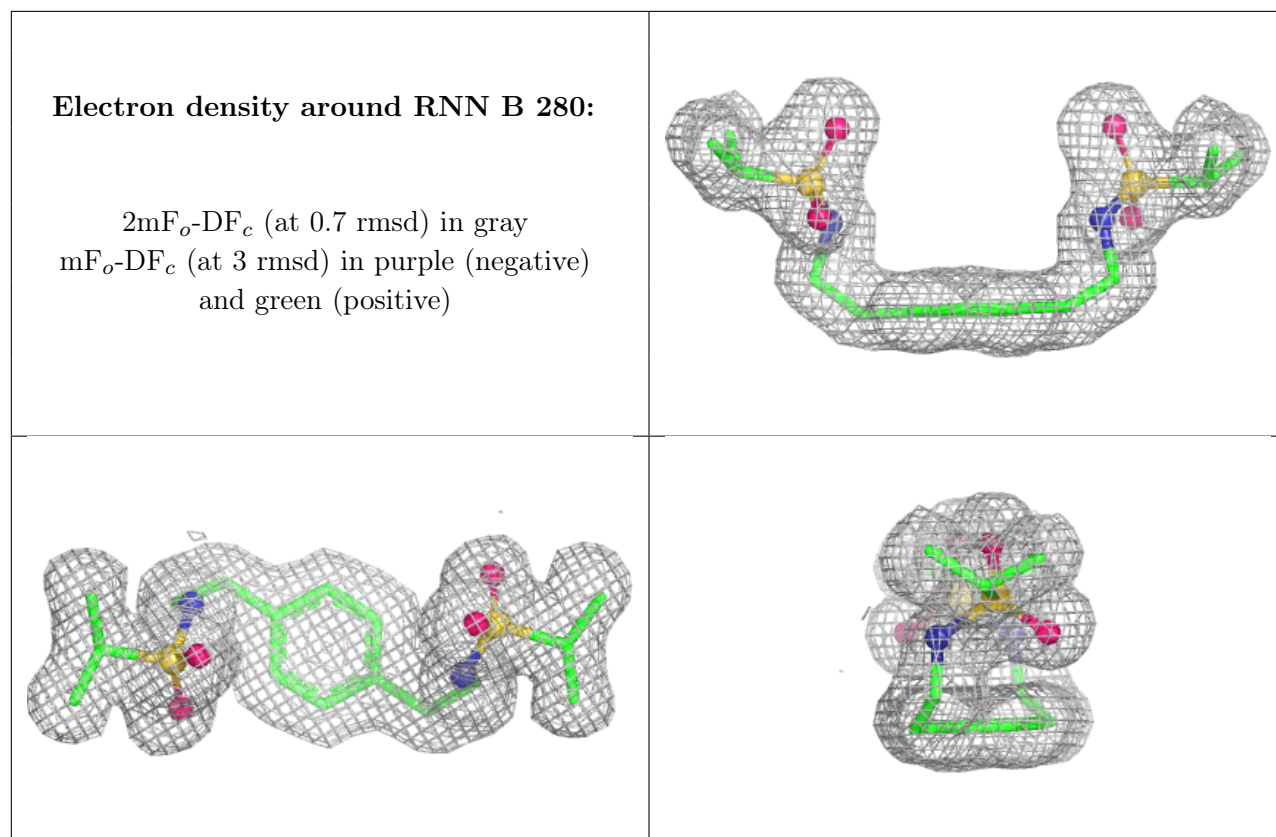 Electron density around RNN B 280:
2mFo-DFc (at 0.7 rmsd) in gray
mFo-DFc (at 3 rmsd) in purple (negative)
and green (positive)